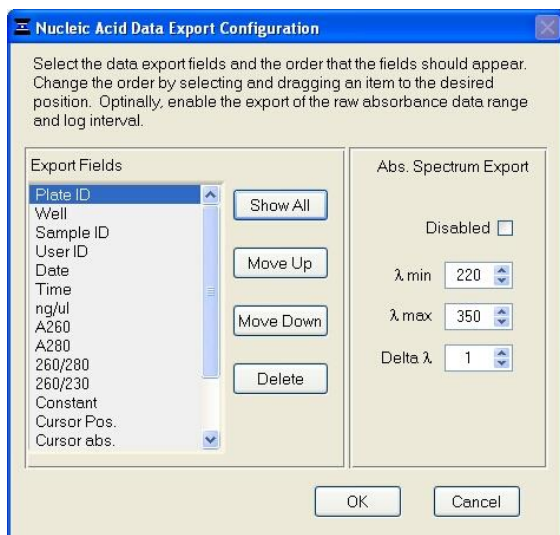 Nucleic Acid Data Export Configuration
Select the data export fields and the order that the fields should appear.
Change the order by selecting and dragging an item to the desired
position. Optinally, enable the export of the raw absorbance data range
and log interval.
Export Fields
Plate ID
Well
Sample ID
User ID
Date
Time
ng/ul
A260
A280
260/280
260/230
Constant
Cursor Pos.
Cursor abs.
Show All
Move Up
Move Down
Delete
Abs. Spectrum Export
Disabled
λ min 220
λ max 350
Delta λ 1
OK
Cancel